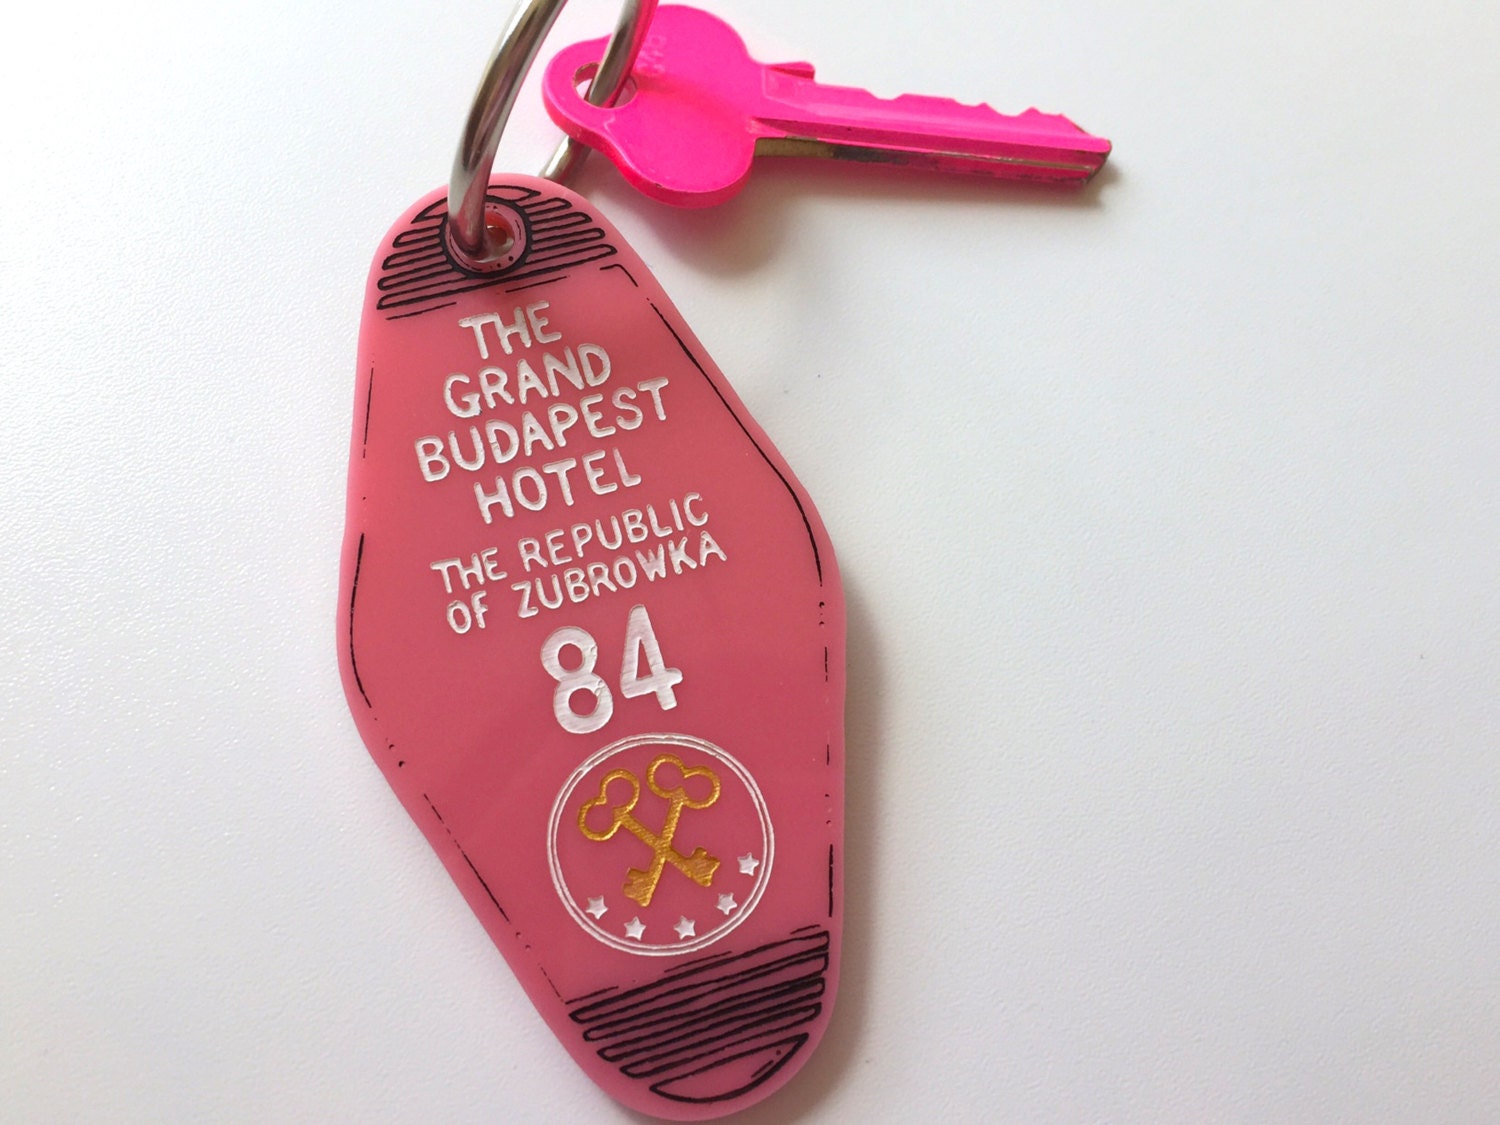 THE
GRAND
BUDAPEST
HOTEL
THE REPUBLIC
OF ZUBROWKA
84